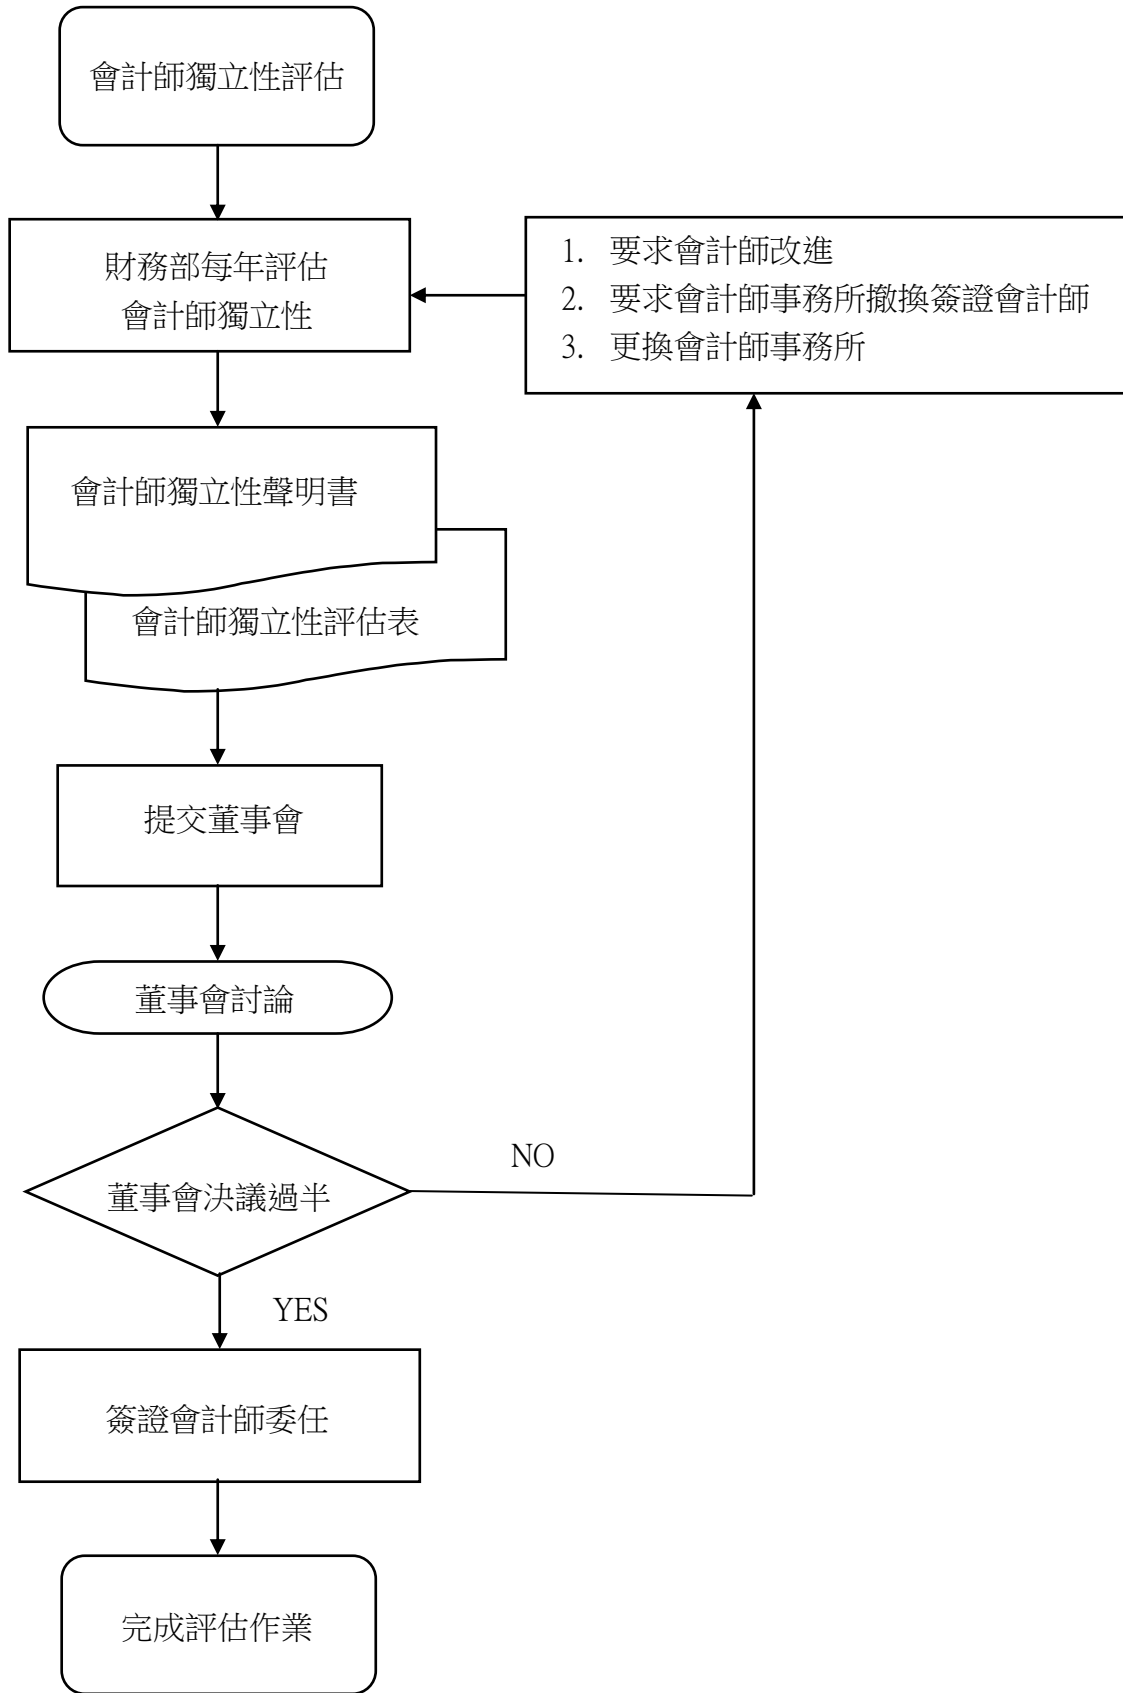 會計師獨立性評估
財務部每年評估
會計師獨立性
1. 要求會計師改進
2. 要求會計師事務所撤換簽證會計師
3. 更換會計師事務所
會計師獨立性聲明書
會計師獨立性評估表
提交董事會
董事會討論
董事會決議過半
NO
YES
簽證會計師委任
完成評估作業